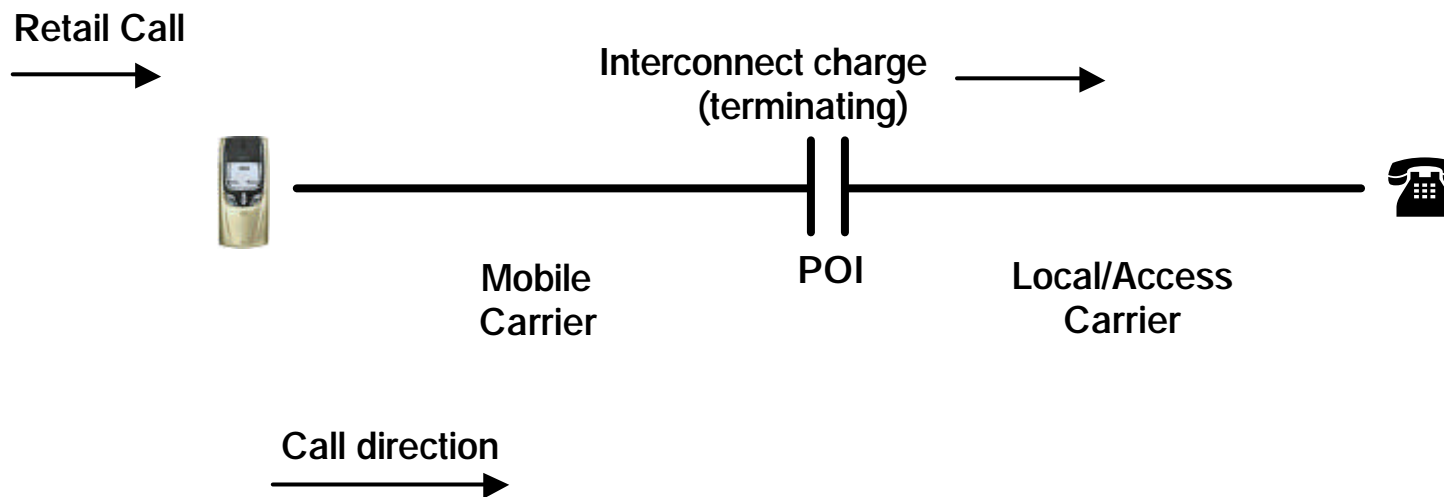 Retail Call
Interconnect charge
(terminating)
POI
Mobile
Carrier
Local/Access
Carrier
Call direction